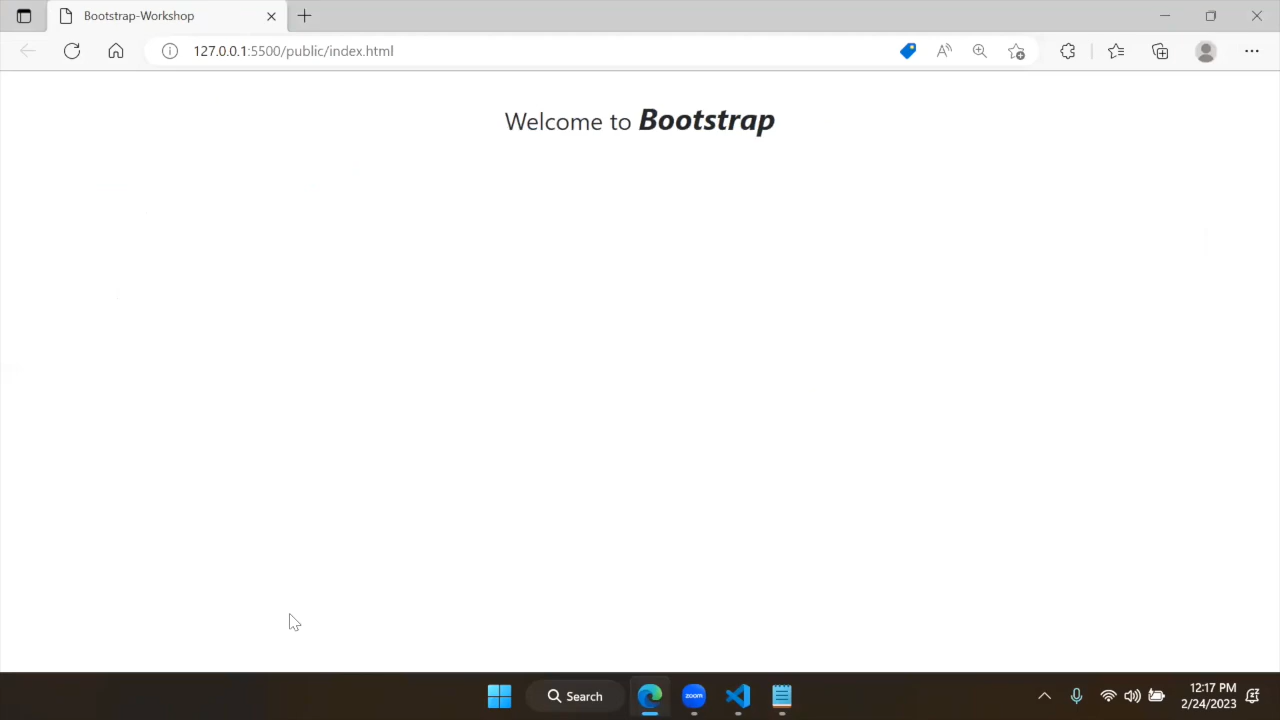 Bootstrap-Workshop
127.0.0.1:5500/public/index.html
Welcome to Bootstrap
Search
zoom
12:17 PM
2/24/2023